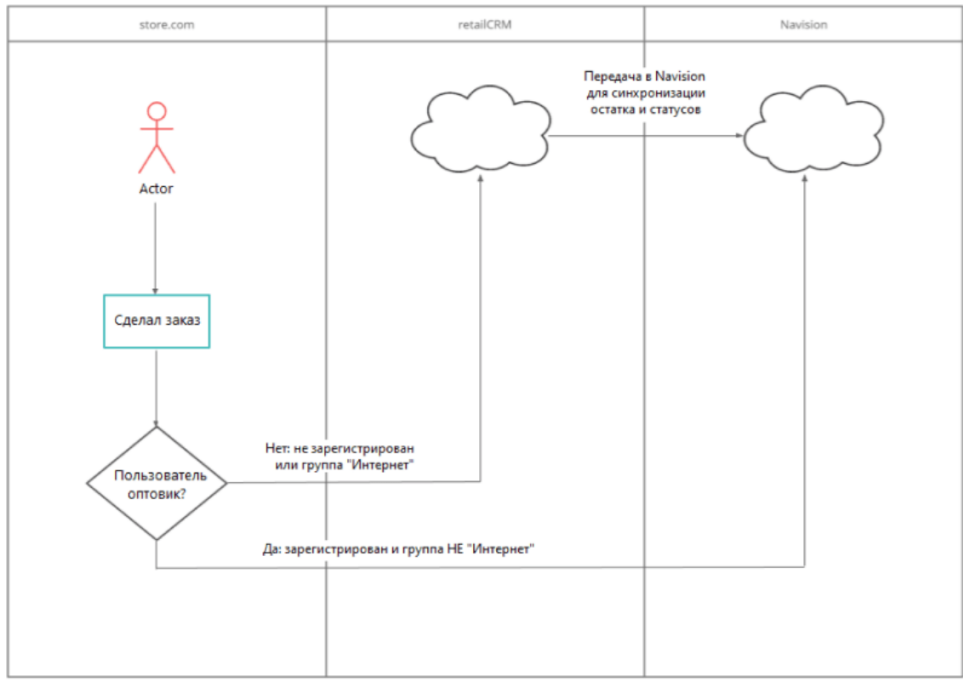 store.com
retailCRM
Navision
Передача в Navision
для синхронизации
остатка и статусов
Actor
Сделал заказ
Нет: не зарегистрирован
или группа "Интернет"
Пользователь
оптовик?
Да: зарегистрирован и группа НЕ "Интернет"